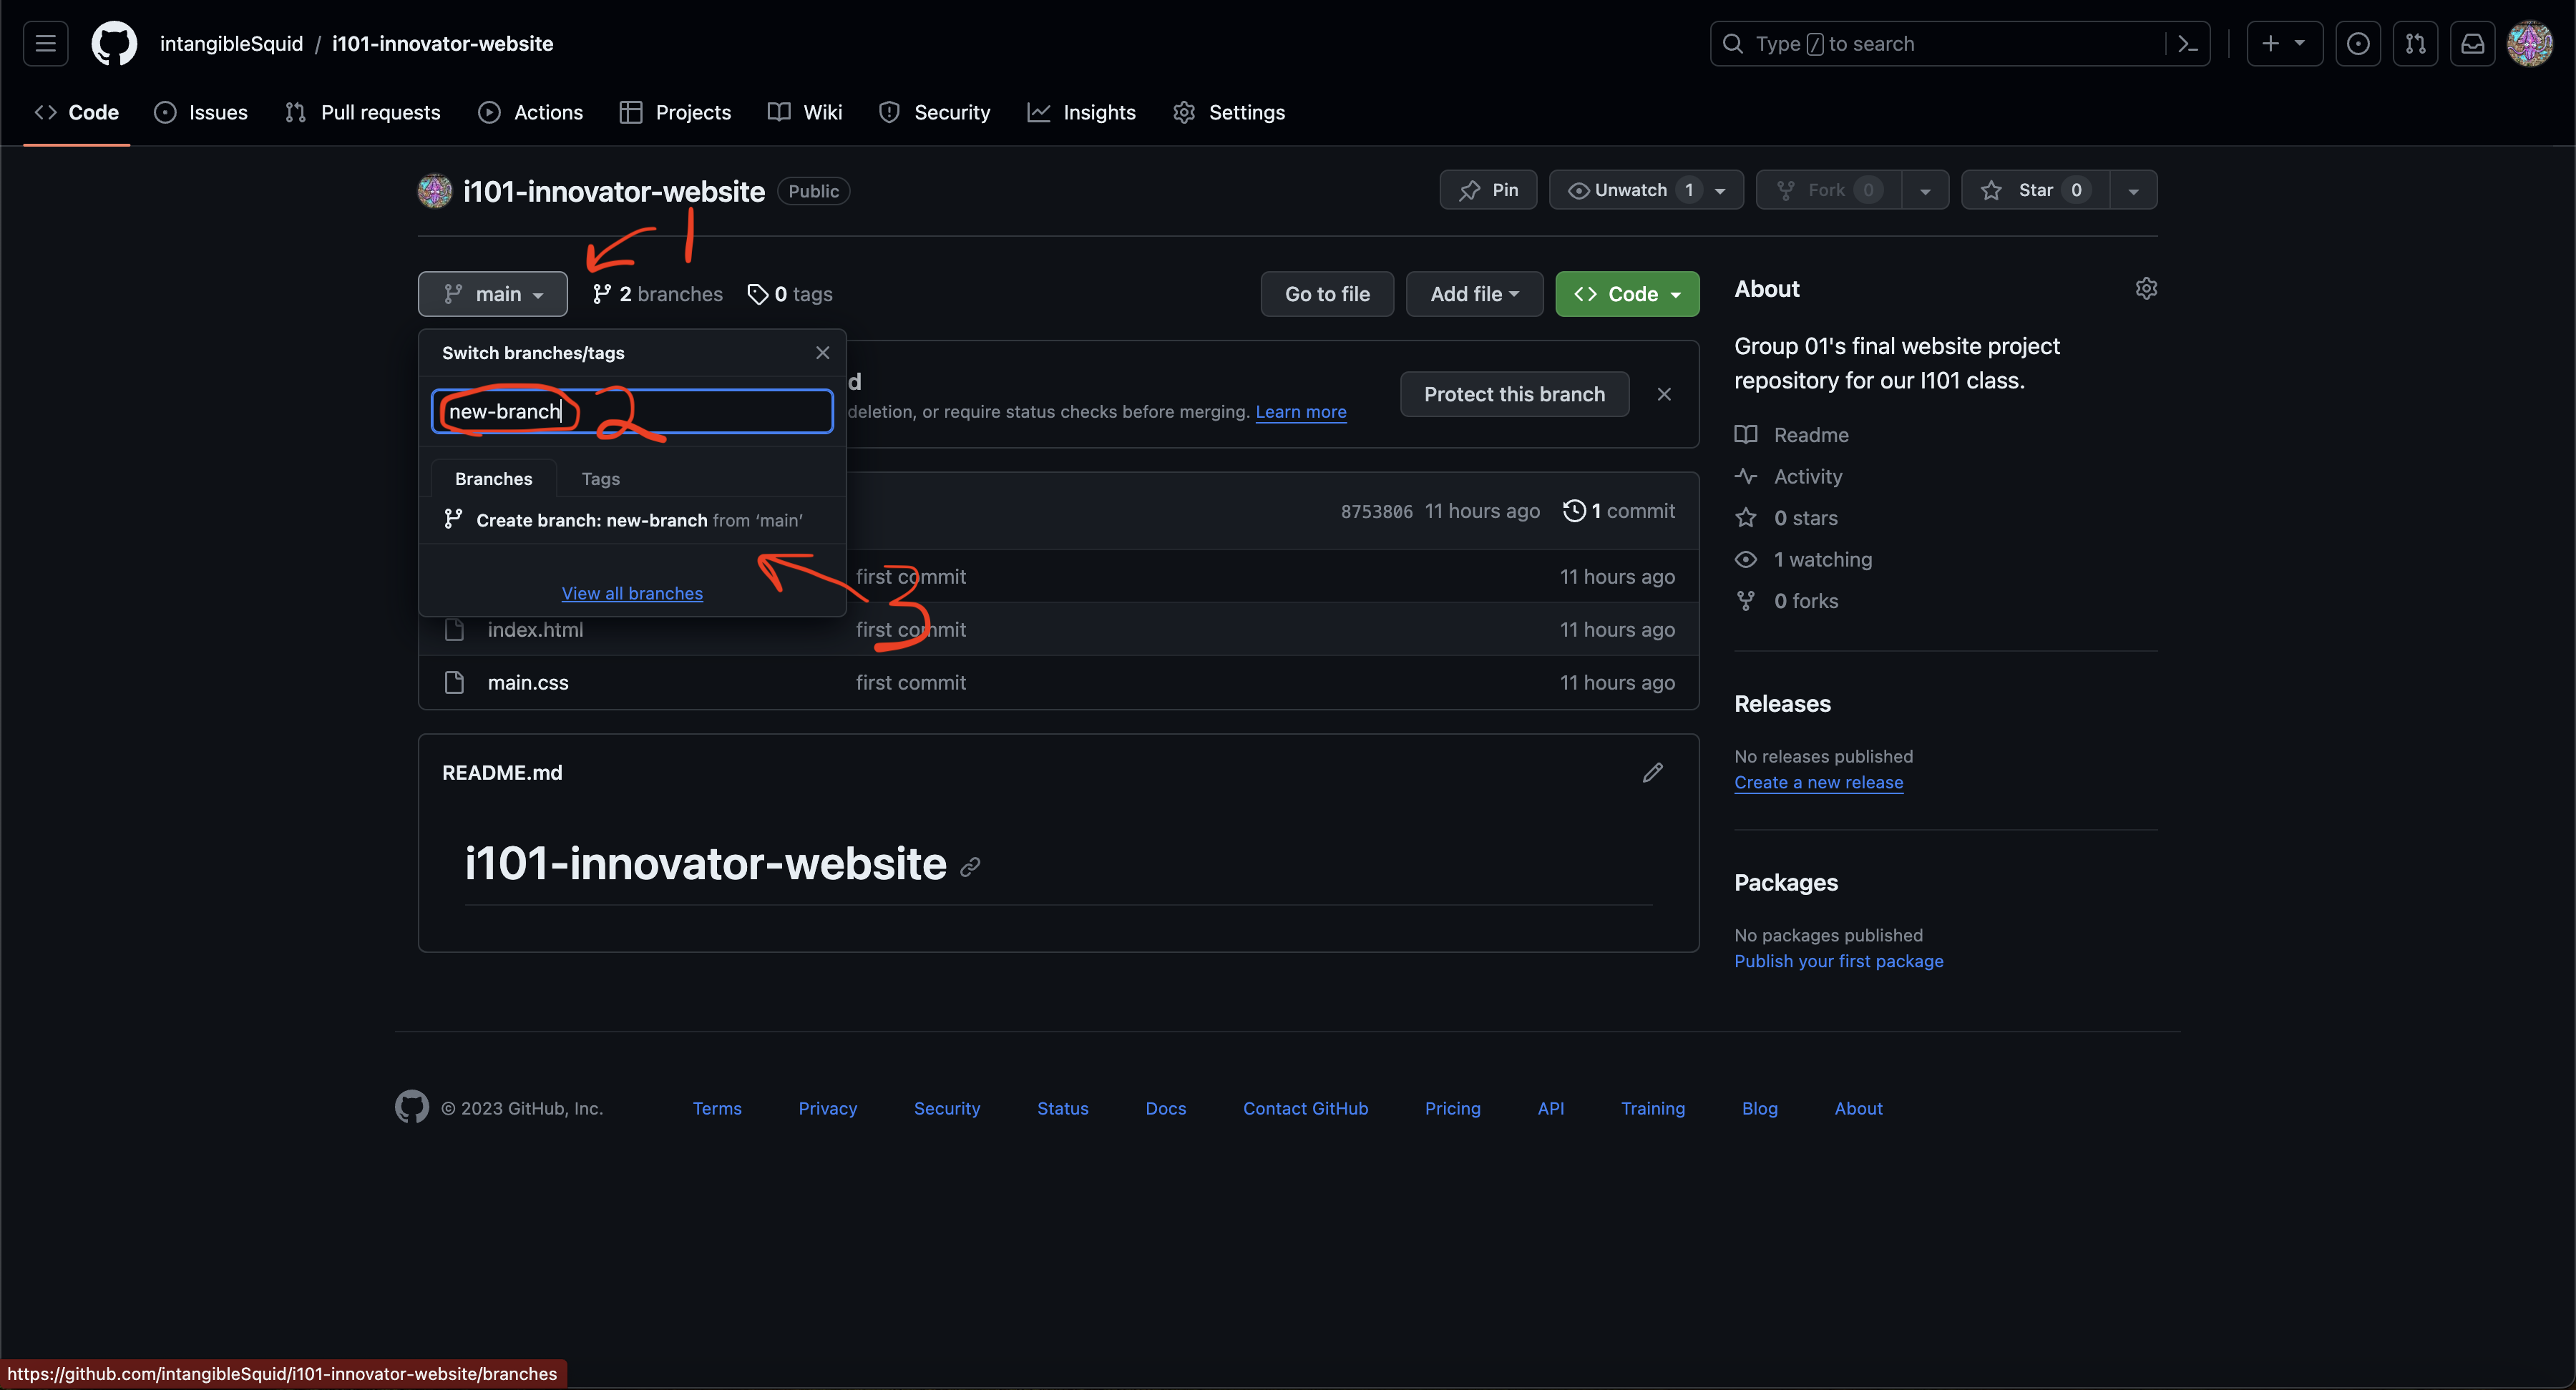 intangibleSquid / i101-innovator-website
Type / to search
Code Issues Pull requests Actions Projects Wiki Security Insights Settings
i101-innovator-website Public
Pin Unwatch 1 Fork 0 Star 0
1
main 2 branches 0 tags Go to file Add file Code
Switch branches/tags
new-branch 2
Branches Tags
Create branch: new-branch from ‘main’
View all branches
3
d
deletion, or require status checks before merging. Learn more
Protect this branch
8753806 11 hours ago 1 commit
first commit 11 hours ago
index.html first commit 11 hours ago
main.css first commit 11 hours ago
README.md
i101-innovator-website
About
Group 01's final website project
repository for our I101 class.
Readme
Activity
0 stars
1 watching
0 forks
Releases
No releases published
Create a new release
Packages
No packages published
Publish your first package
© 2023 GitHub, Inc. Terms Privacy Security Status Docs Contact GitHub Pricing API Training Blog About
https://github.com/intangibleSquid/i101-innovator-website/branches